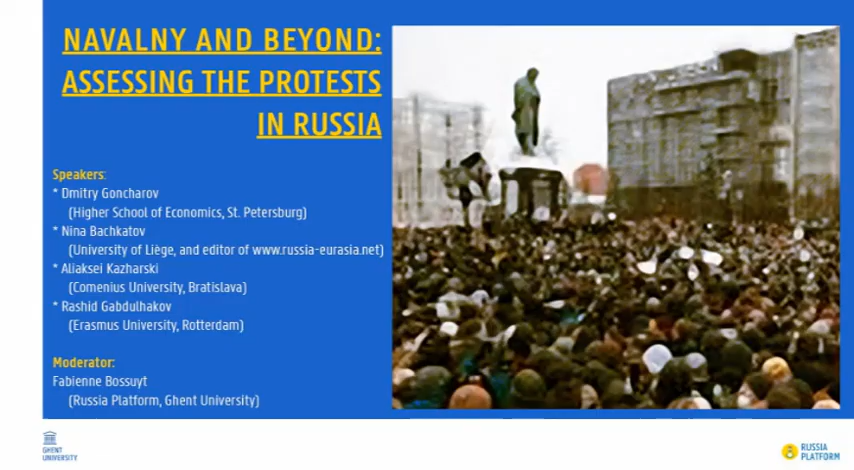 NAVALNY AND BEYOND:
ASSESSING THE PROTESTS
IN RUSSIA
Speakers:
* Dmitry Goncharov
(Higher School of Economics, St. Petersburg)
* Nina Bachkatov
(University of Liège, and editor of www.russia-eurasia.net)
* Aliaksei Kazharski
(Comenius University, Bratislava)
* Rashid Gabdulhakov
(Erasmus University, Rotterdam)
Moderator:
Fabienne Bossuyt
(Russia Platform, Ghent University)
GHENT
UNIVERSITY
RUSSIA
PLATFORM